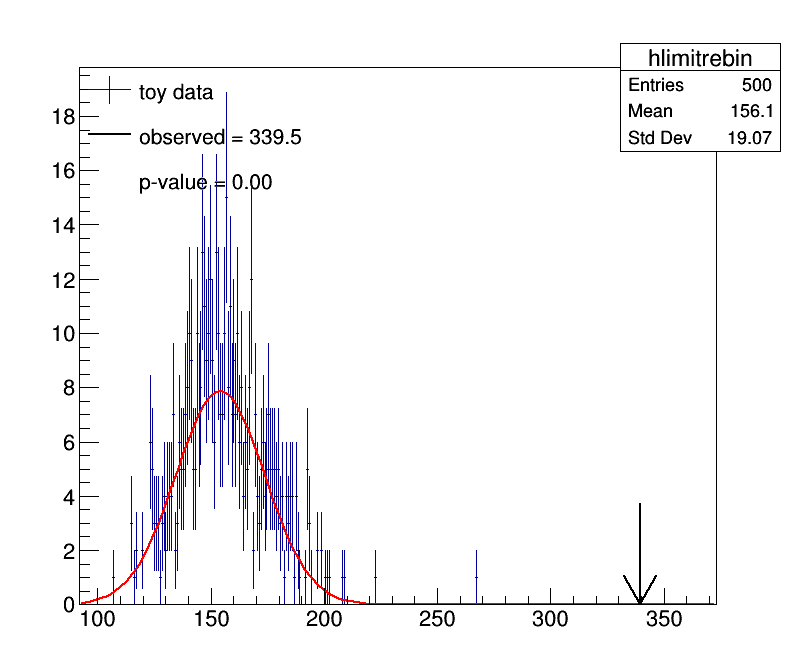 hlimitrebin
Entries 500
Mean 156.1
Std Dev 19.07
toy data
observed = 339.5
p-value = 0.00
18
16
14
12
10
8
6
4
2
0
100 150 200 250 300 350